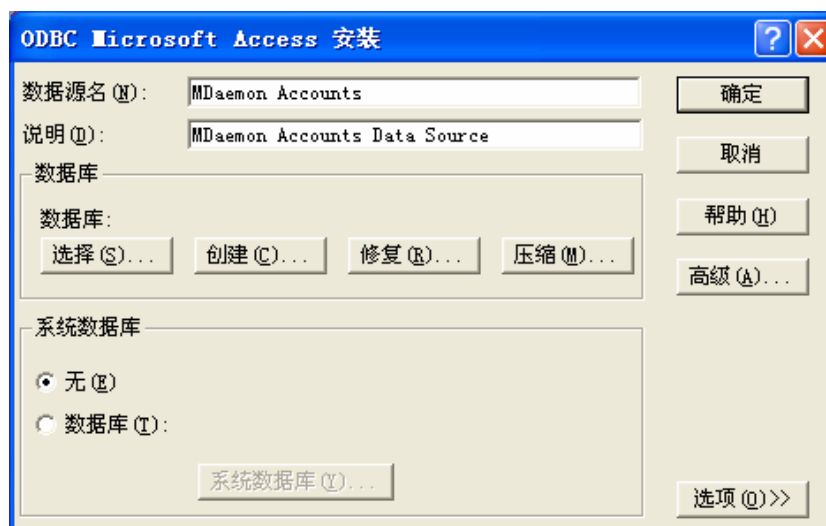 ODBC Microsoft Access 安装
数据源名(N): MDaemon Accounts
确定
说明(D): MDaemon Accounts Data Source
取消
数据库
数据库:
选择(S)... 创建(C)... 修复(R)... 压缩(M)...
帮助(H)
高级(A)...
系统数据库
无(E)
数据库(T):
系统数据库(Y)...
选项(O)>>